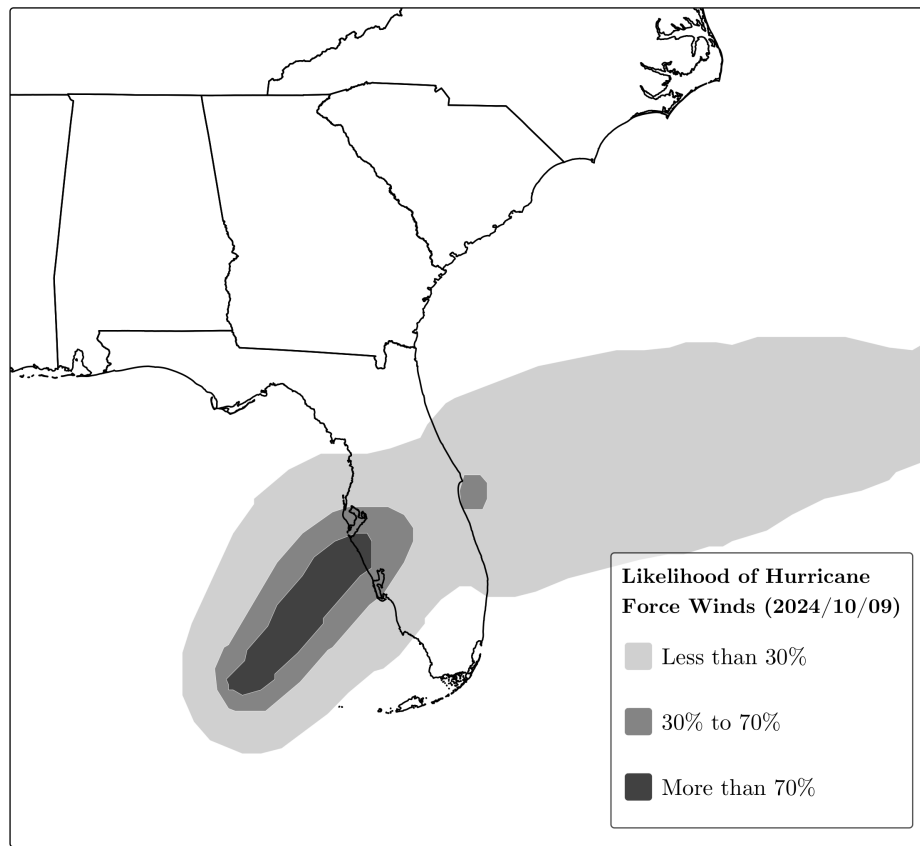 Likelihood of Hurricane
Force Winds (2024/10/09)
Less than 30%
30% to 70%
More than 70%